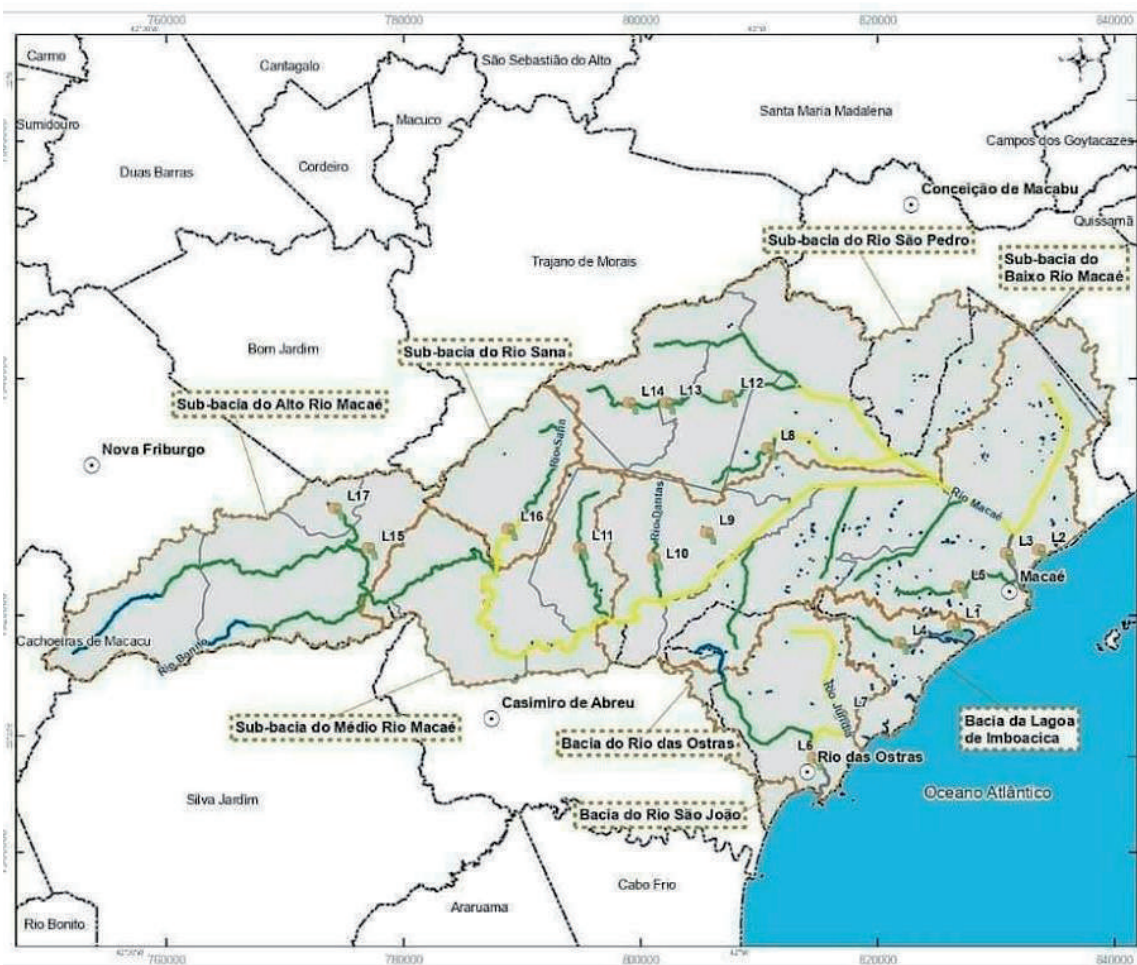 760000
780000
800000
820000
840000
Carmo
Cantagalo
São Sebastião do Alto
Santa Maria Madalena
Macuco
Sumidouro
Campos dos Goytacazes
Duas Barras
Cordeiro
Conceição de Macabu
Quissamã
Sub-bacia do Rio São Pedro
Sub-bacia do
Baixo Rio Macaé
Trajano de Morais
Bom Jardim
Sub-bacia do Rio Sana
Sub-bacia do Alto Rio Macaé
L14
L13
L12
Nova Friburgo
Rio Sana
L8
L17
Rio Dantas
Rio Macaé
L16
L9
L15
L11
L10
L3
L2
Macaé
L5
L1
L4
Cachoeiras de Macacu
Rio Bonito
L7
Rio Jundiá
Casimiro de Abreu
Sub-bacia do Médio Rio Macaé
Bacia do Rio das Ostras
Bacia da Lagoa
de Imboacica
L6
Rio das Ostras
Silva Jardim
Oceano Atlântico
Bacia do Rio São João
Cabo Frio
Araruama
Rio Bonito
760000
780000
800000
820000
840000